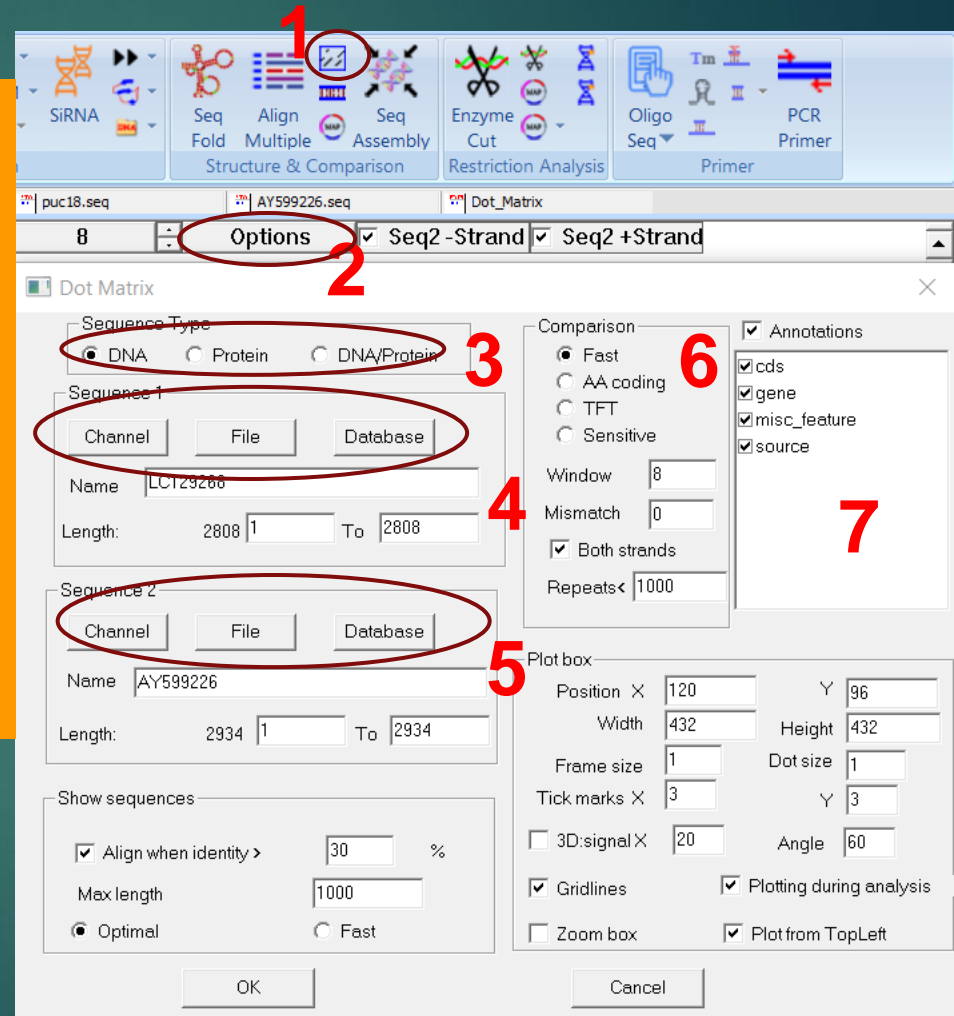 1
SiRNA
Seq Fold
Align Multiple
Seq Assembly
Enzyme Cut
Oligo Seq
Tm
PCR Primer
Structure & Comparison
Restriction Analysis
Primer
puc18.seq
AY599226.seq
Dot_Matrix
8
Options
Seq2 -Strand
Seq2 +Strand
2
Dot Matrix
Sequence Type
DNA
Protein
DNA/Protein
3
Sequence 1
Channel
File
Database
Name
4
Length: 2808 1 To 2808
Sequence 2
Channel
File
Database
5
Name AY599226
Length: 2934 1 To 2934
Show sequences
Align when identity > 30 %
Max length 1000
Optimal
Fast
OK
Cancel
Comparison
6
Fast
AA coding
TFT
Sensitive
Window 8
Mismatch 0
Both strands
Repeats< 1000
Annotations
cds
gene
misc_feature
source
7
Plot box
Position X 120 Y 96
Width 432 Height 432
Frame size 1 Dot size 1
Tick marks X 3 Y 3
3D:signal X 20 Angle 60
Gridlines
Plotting during analysis
Zoom box
Plot from TopLeft